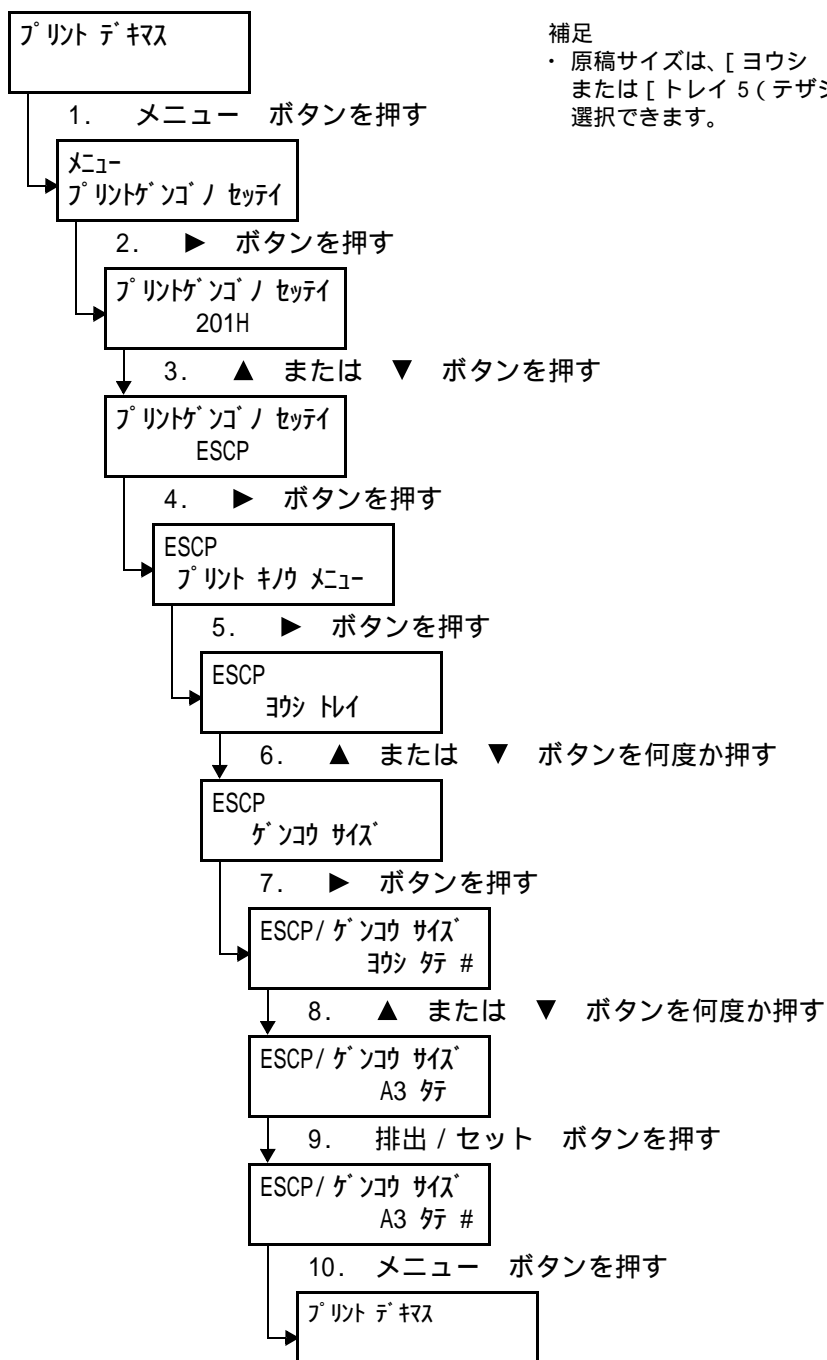 プリント デキマス
補足
・ 原稿サイズは、[ ヨウシ
または [ トレイ 5 ( テザシ
選択できます。
1. メニュー ボタンを押す
メニュー
プリントゲンゴノ セッテイ
2. ▶ ボタンを押す
プリントゲンゴノ セッテイ
201H
3. ▲ または ▼ ボタンを押す
プリントゲンゴノ セッテイ
ESCP
4. ▶ ボタンを押す
ESCP
プリント キノウ メニュー
5. ▶ ボタンを押す
ESCP
ヨウシ トレイ
6. ▲ または ▼ ボタンを何度か押す
ESCP
ゲンコウ サイズ
7. ▶ ボタンを押す
ESCP/ ゲンコウ サイズ
ヨウシ タテ #
8. ▲ または ▼ ボタンを何度か押す
ESCP/ ゲンコウ サイズ
A3 タテ
9. 排出 / セット ボタンを押す
ESCP/ ゲンコウ サイズ
A3 タテ #
10. メニュー ボタンを押す
プリント デキマス